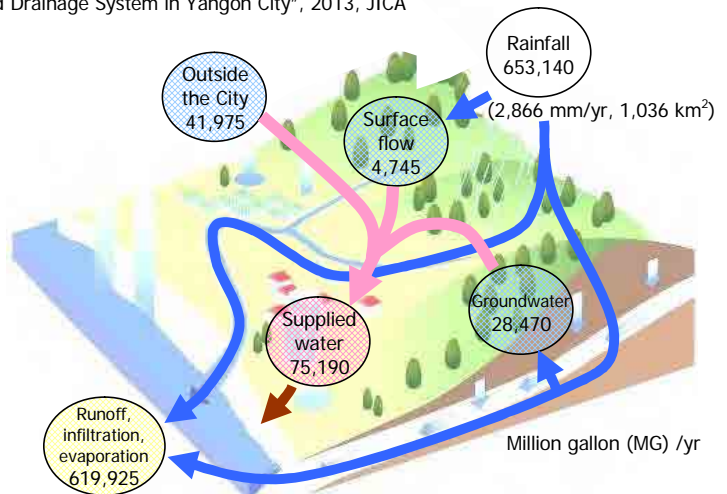 d Drainage System in Yangon City", 2013, JICA
Rainfall
653,140
(2,866 mm/yr, 1,036 km²)
Outside
the City
41,975
Surface
flow
4,745
Groundwater
28,470
Supplied
water
75,190
Runoff,
infiltration,
evaporation
619,925
Million gallon (MG) /yr